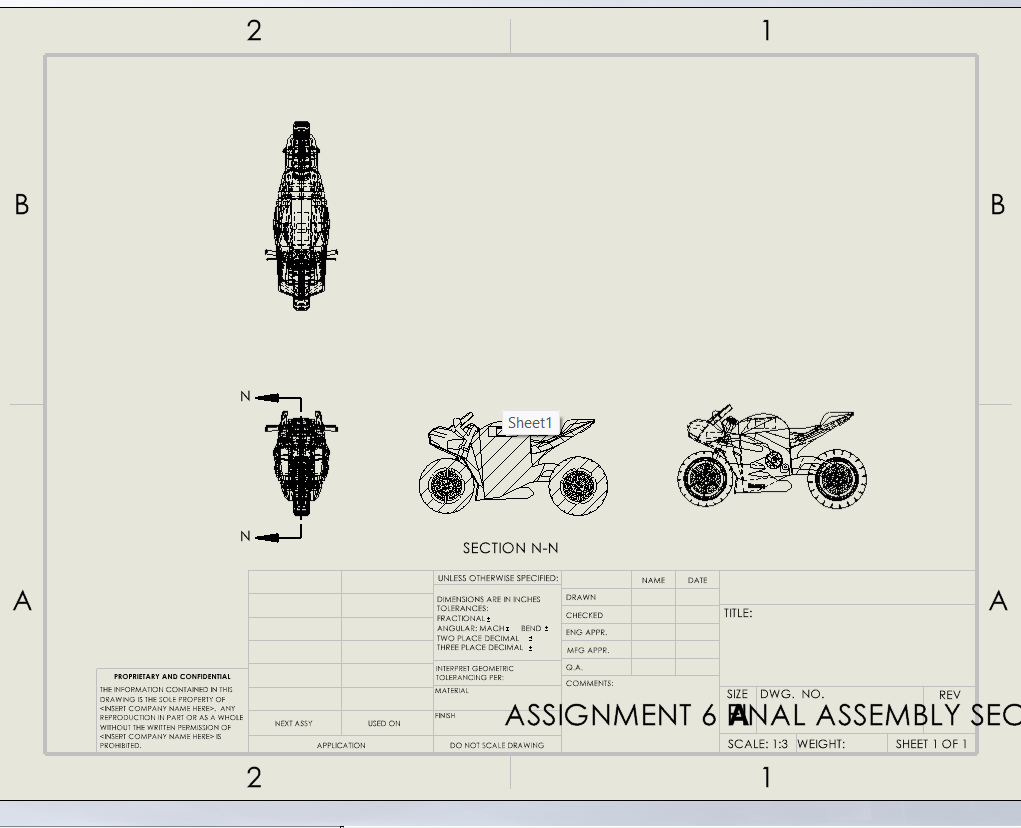 2 1
B B
N
Sheet1
N
SECTION N-N
A A
UNLESS OTHERWISE SPECIFIED:
DIMENSIONS ARE IN INCHES
TOLERANCES:
FRACTIONAL ±
ANGULAR: MACH ± BEND ±
TWO PLACE DECIMAL ±
THREE PLACE DECIMAL ±
INTERPRET GEOMETRIC
TOLERANCING PER:
MATERIAL
FINISH
DO NOT SCALE DRAWING
NAME DATE
DRAWN
CHECKED
ENG APPR.
MFG APPR.
Q.A.
COMMENTS:
TITLE:
SIZE DWG. NO. REV
A
ASSIGNMENT 6 FINAL ASSEMBLY SEC
SCALE: 1:3 WEIGHT: SHEET 1 OF 1
PROPRIETARY AND CONFIDENTIAL
THE INFORMATION CONTAINED IN THIS
DRAWING IS THE SOLE PROPERTY OF
<INSERT COMPANY NAME HERE>. ANY
REPRODUCTION IN PART OR AS A WHOLE
WITHOUT THE WRITTEN PERMISSION OF
<INSERT COMPANY NAME HERE> IS
PROHIBITED.
NEXT ASSY USED ON
APPLICATION
2 1